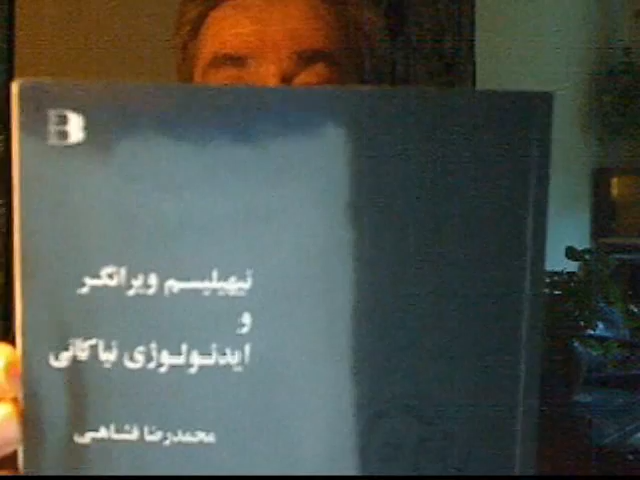 B
نیهیلیسم ویرانگر
و
ایدئولوژی نیاکانی
محمدرضا فشاهی